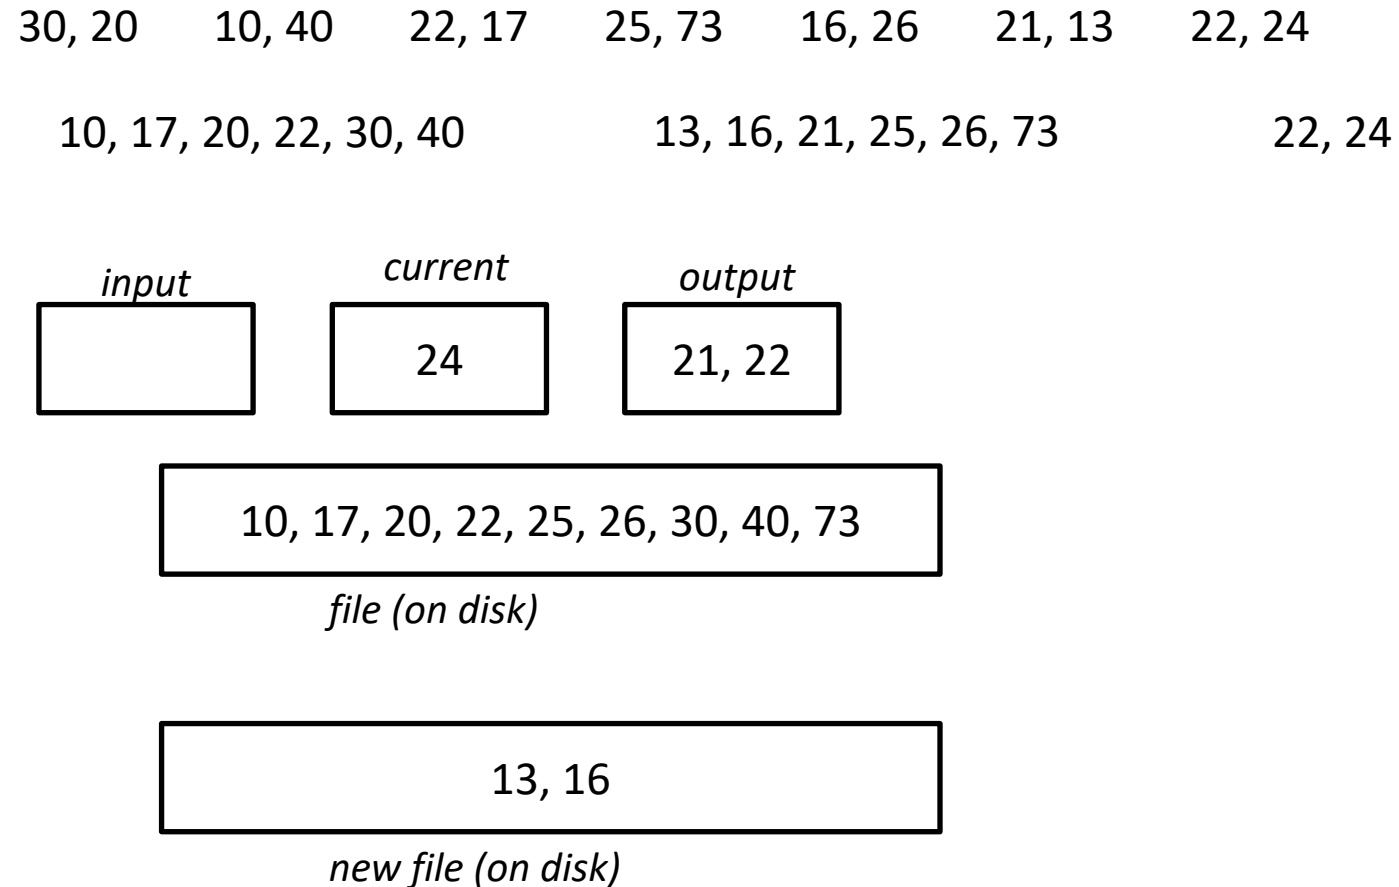 30, 20 10, 40 22, 17 25, 73 16, 26 21, 13 22, 24
10, 17, 20, 22, 30, 40 13, 16, 21, 25, 26, 73 22, 24
input current output
24 21, 22
10, 17, 20, 22, 25, 26, 30, 40, 73
file (on disk)
13, 16
new file (on disk)